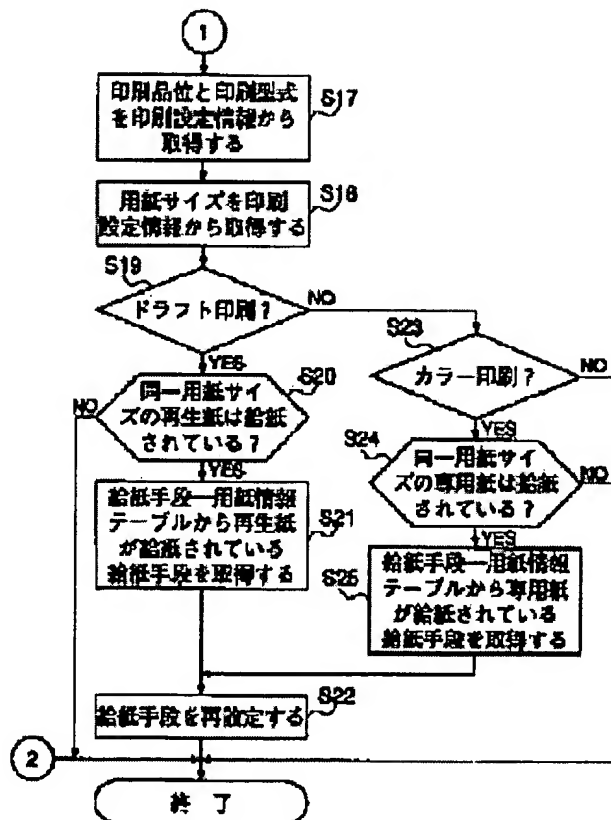 1
印刷品位と印刷型式
を印刷設定情報から
取得する
S17
用紙サイズを印刷
設定情報から取得する
S18
S19
ドラフト印刷？
NO
YES
S23
カラー印刷？
NO
YES
S20
同一用紙サイ
ズの再生紙は給紙
されている？
NO
YES
S24
同一用紙サイ
ズの専用紙は給紙
されている？
NO
YES
給紙手段ー用紙情報
テーブルから再生紙
が給紙されている
給紙手段を取得する
S21
S25
給紙手段ー用紙情報
テーブルから専用紙
が給紙されている
給紙手段を取得する
S22
給紙手段を再設定する
2
終 了